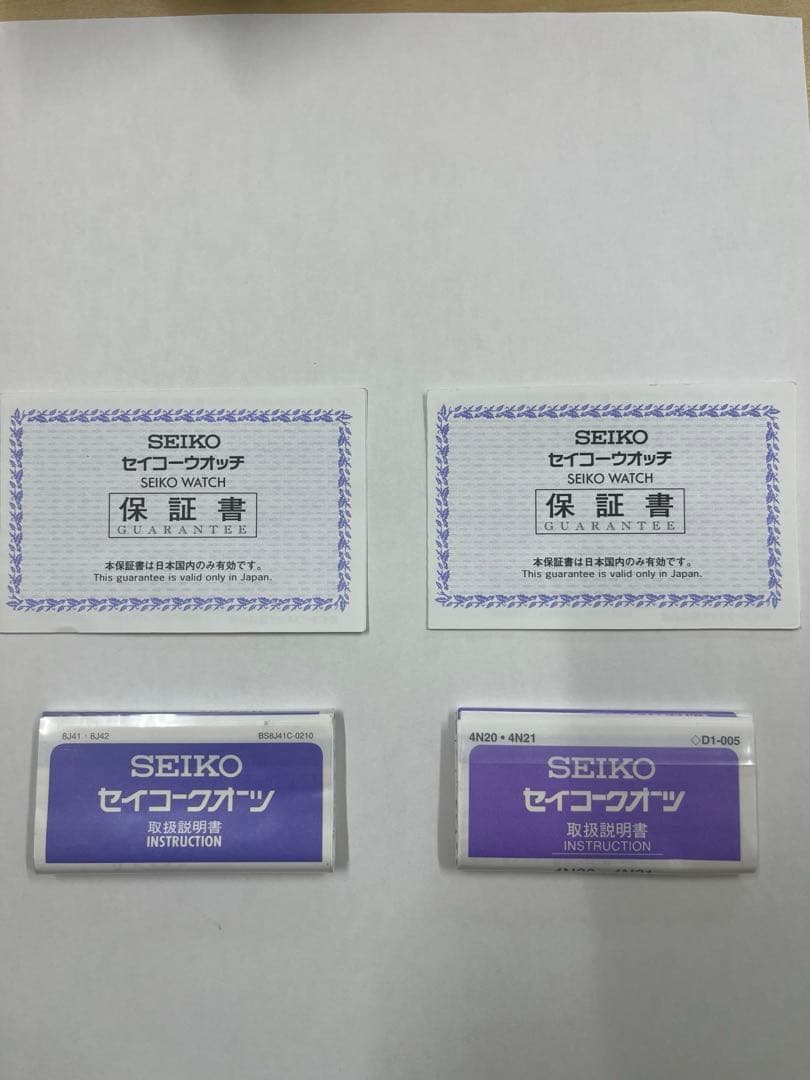 SEIKO
セイコーウオッチ
SEIKO WATCH
保証書
GUARANTEE
本保証書は日本国内のみ有効です。
This guarantee is valid only in Japan.
SEIKO
セイコーウオッチ
SEIKO WATCH
保証書
GUARANTEE
本保証書は日本国内のみ有効です。
This guarantee is valid only in Japan.
8J41・8J42 BS8J41C-0210
SEIKO
セイコークオーツ
取扱説明書
INSTRUCTION
4N20・4N21 ◇D1-005
SEIKO
セイコークオーツ
取扱説明書
INSTRUCTION